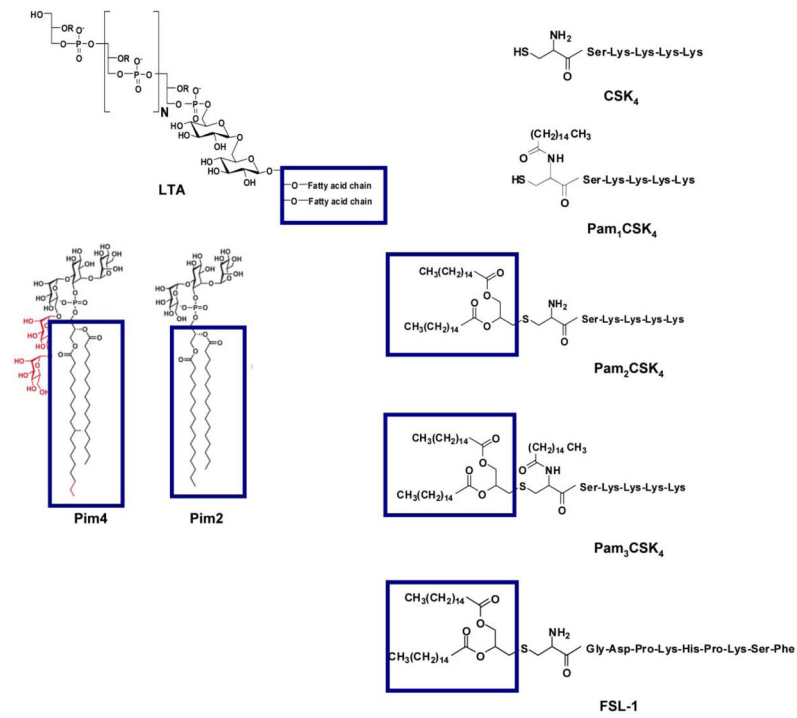 HO
OR
O⁻
O-P-O
O
OR
O⁻
O-P-O
O
OR
O⁻
O-P-O
O
N
HO
HO
OH
O
O
HO
HO
OH
O
O
LTA
O-Fatty acid chain
O-Fatty acid chain
NH2
HS
O
Ser-Lys-Lys-Lys-Lys
CSK4
(CH2)14CH3
O
NH
HS
O
Ser-Lys-Lys-Lys-Lys
Pam1CSK4
CH3(CH2)14
O
O
O
CH3(CH2)14
O
S
NH2
O
Ser-Lys-Lys-Lys-Lys
Pam2CSK4
CH3(CH2)14
O
O
(CH2)14CH3
O
O
NH
CH3(CH2)14
O
S
O
Ser-Lys-Lys-Lys-Lys
Pam3CSK4
CH3(CH2)14
O
O
O
CH3(CH2)14
O
S
NH2
O
Gly-Asp-Pro-Lys-His-Pro-Lys-Ser-Phe
FSL-1
Pim4
Pim2